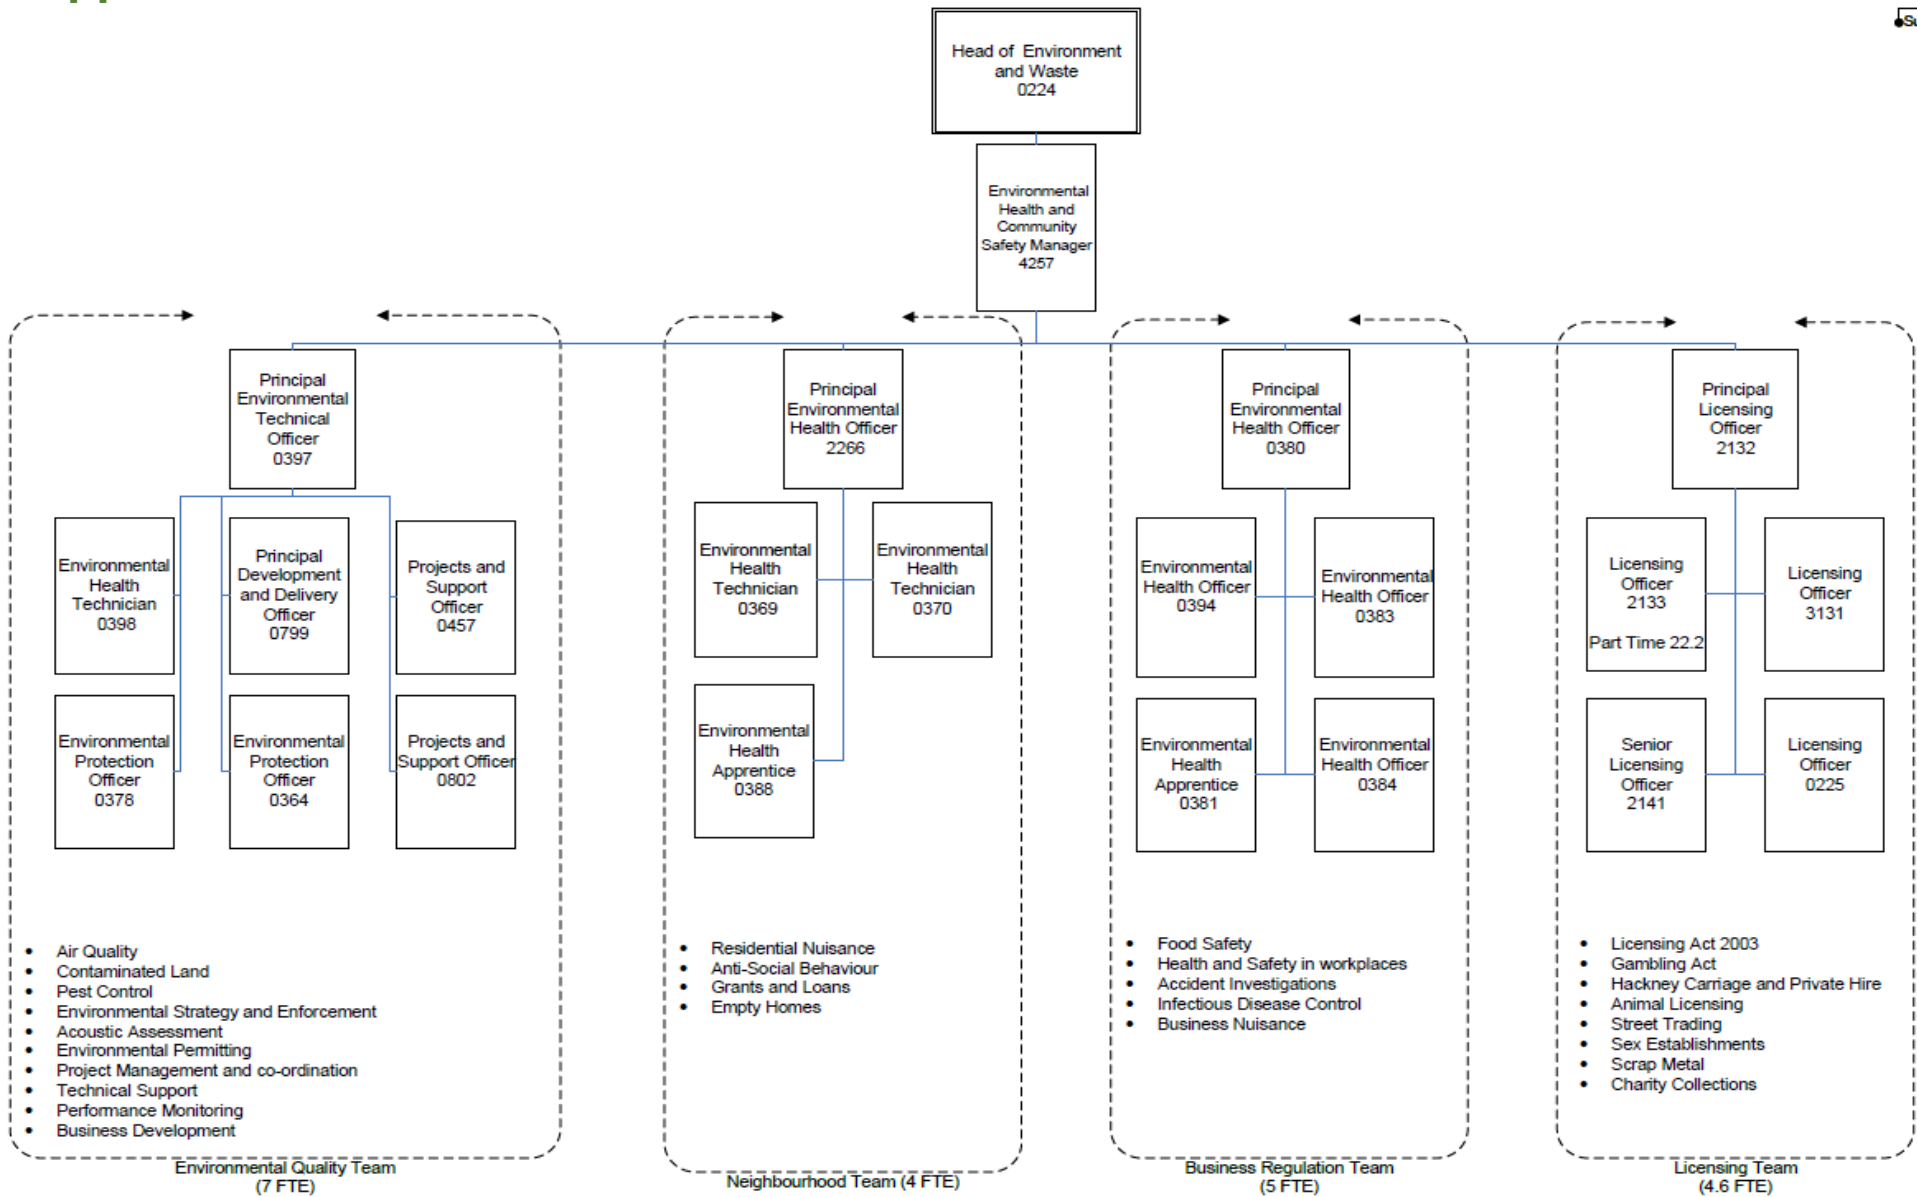 Head of Environment
and Waste
0224
Environmental
Health and
Community
Safety Manager
4257
Principal
Environmental
Technical
Officer
0397
Environmental
Health
Technician
0398
Principal
Development
and Delivery
Officer
0799
Projects and
Support
Officer
0457
Environmental
Protection
Officer
0378
Environmental
Protection
Officer
0364
Projects and
Support Officer
0802
• Air Quality
• Contaminated Land
• Pest Control
• Environmental Strategy and Enforcement
• Acoustic Assessment
• Environmental Permitting
• Project Management and co-ordination
• Technical Support
• Performance Monitoring
• Business Development
Environmental Quality Team
(7 FTE)
Principal
Environmental
Health Officer
2266
Environmental
Health
Technician
0369
Environmental
Health
Technician
0370
Environmental
Health
Apprentice
0388
• Residential Nuisance
• Anti-Social Behaviour
• Grants and Loans
• Empty Homes
Neighbourhood Team (4 FTE)
Principal
Environmental
Health Officer
0380
Environmental
Health Officer
0394
Environmental
Health Officer
0383
Environmental
Health
Apprentice
0381
Environmental
Health Officer
0384
• Food Safety
• Health and Safety in workplaces
• Accident Investigations
• Infectious Disease Control
• Business Nuisance
Business Regulation Team
(5 FTE)
Principal
Licensing
Officer
2132
Licensing
Officer
2133
Part Time 22.2
Licensing
Officer
3131
Senior
Licensing
Officer
2141
Licensing
Officer
0225
• Licensing Act 2003
• Gambling Act
• Hackney Carriage and Private Hire
• Animal Licensing
• Street Trading
• Sex Establishments
• Scrap Metal
• Charity Collections
Licensing Team
(4.6 FTE)